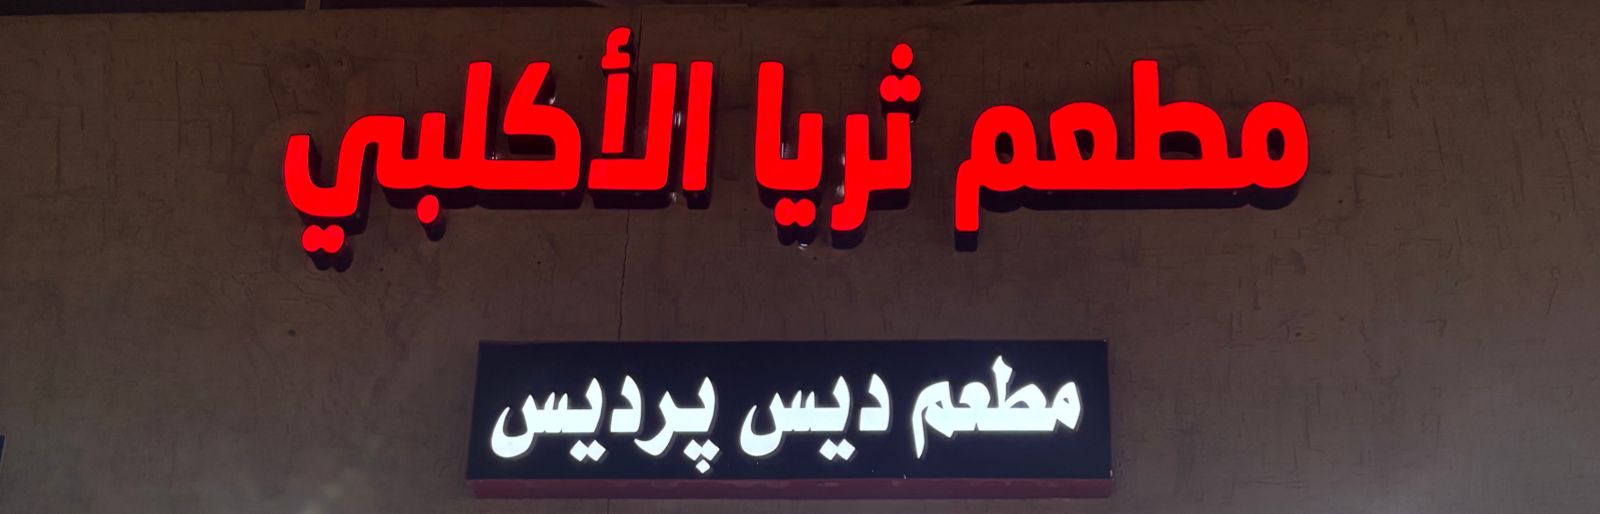 مطعم ثريا الأكلبي
مطعم ديس پرديس